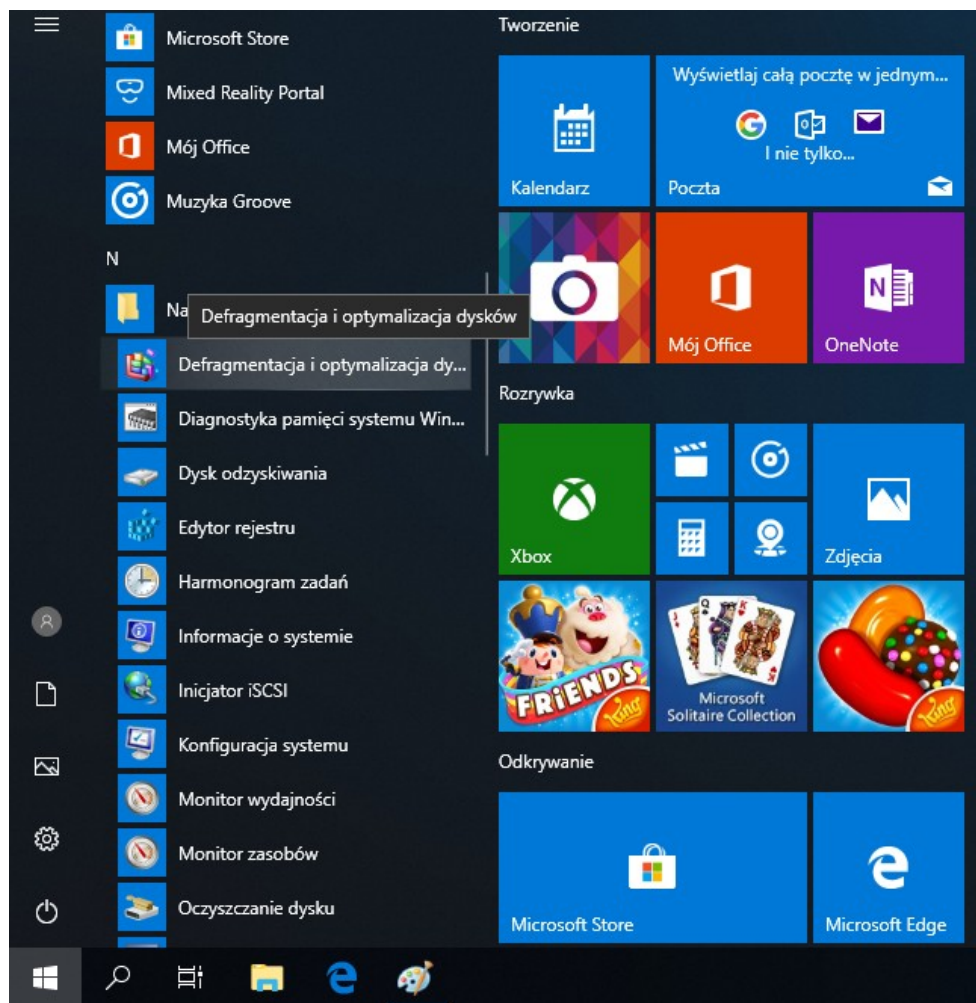 Microsoft Store
Mixed Reality Portal
Mój Office
Muzyka Groove
N
Na
Defragmentacja i optymalizacja dysków
Defragmentacja i optymalizacja dy...
Diagnostyka pamięci systemu Win...
Dysk odzyskiwania
Edytor rejestru
Harmonogram zadań
Informacje o systemie
Inicjator iSCSI
Konfiguracja systemu
Monitor wydajności
Monitor zasobów
Oczyszczanie dysku
Tworzenie
Kalendarz
Wyświetlaj całą pocztę w jednym...
I nie tylko...
Poczta
Mój Office
OneNote
Rozrywka
Xbox
Zdjęcia
FRiENDS
King
Microsoft
Solitaire Collection
King
Odkrywanie
Microsoft Store
Microsoft Edge